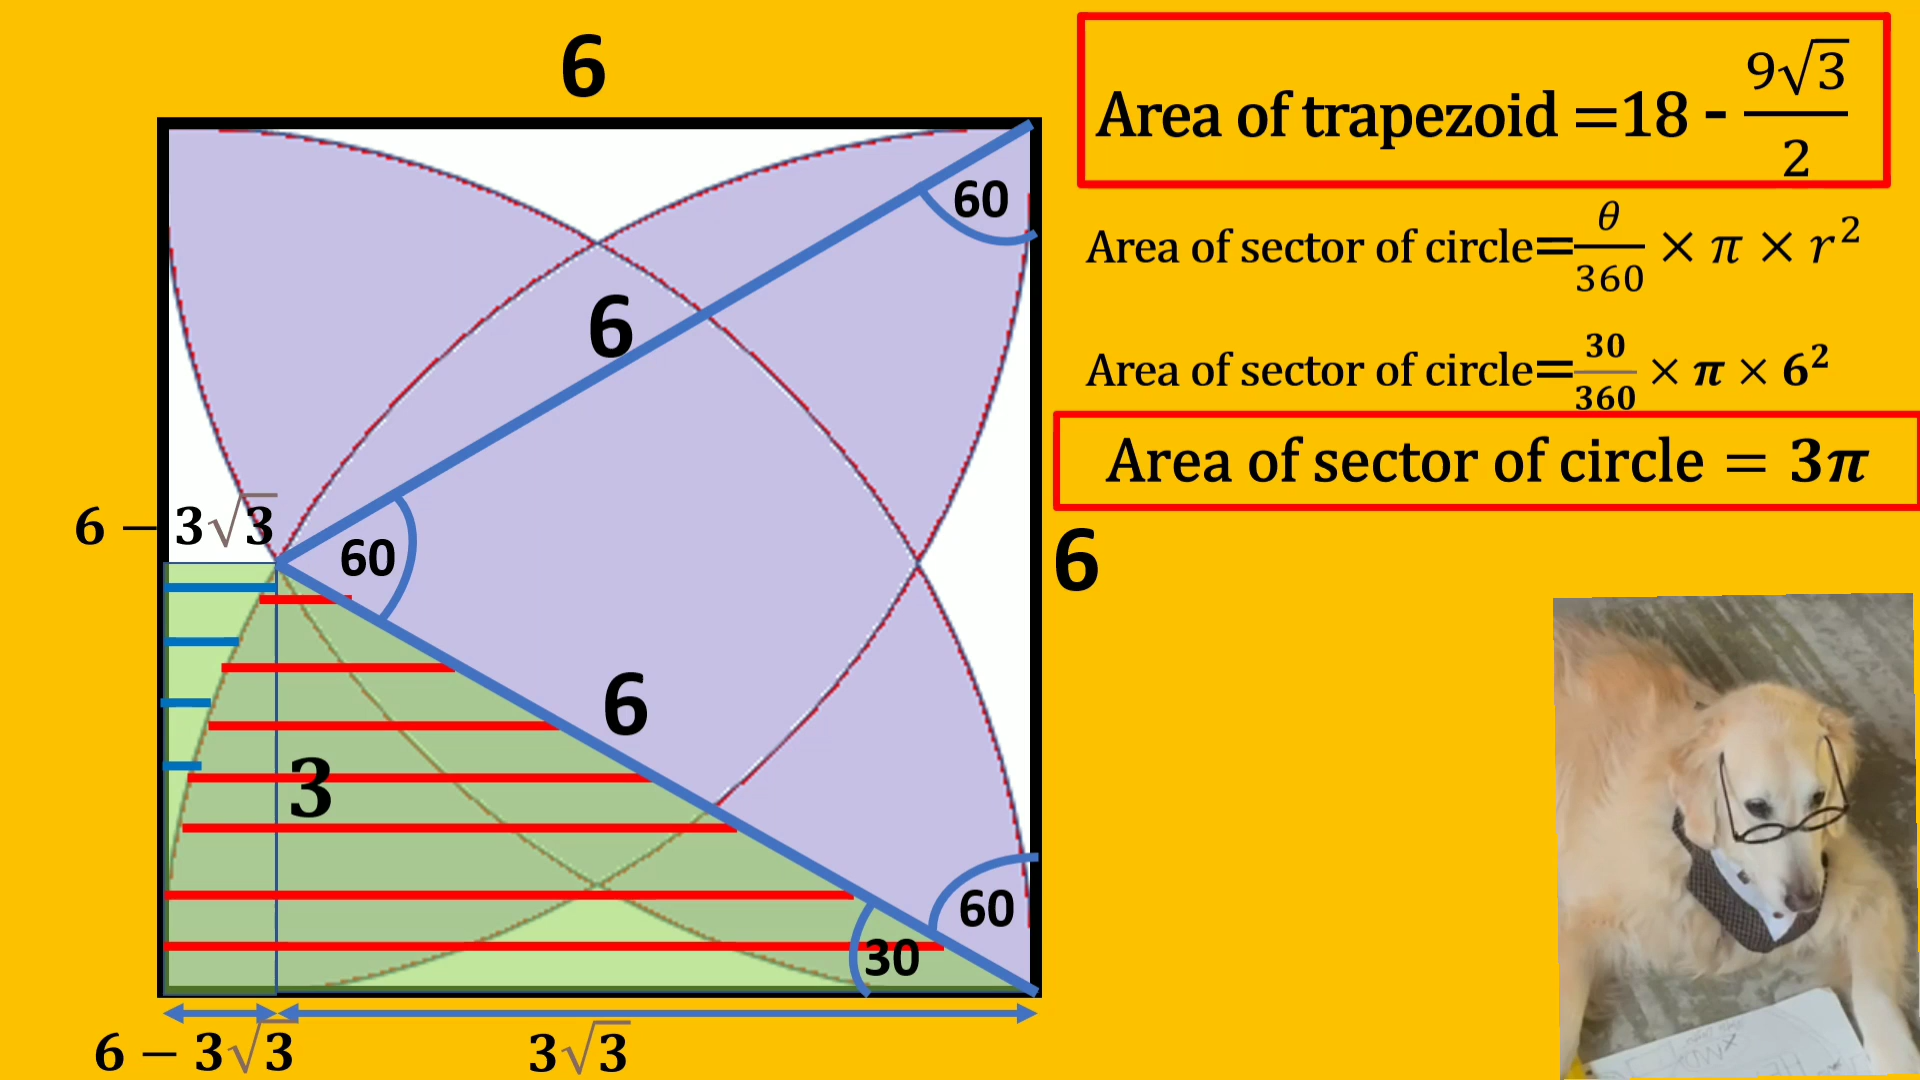 6
Area of trapezoid =18 - 9√3/2
60
Area of sector of circle=θ/360 × π × r²
6
Area of sector of circle=30/360 × π × 6²
Area of sector of circle = 3π
6 − 3√3
60
6
6
3
60
30
6 − 3√3
3√3